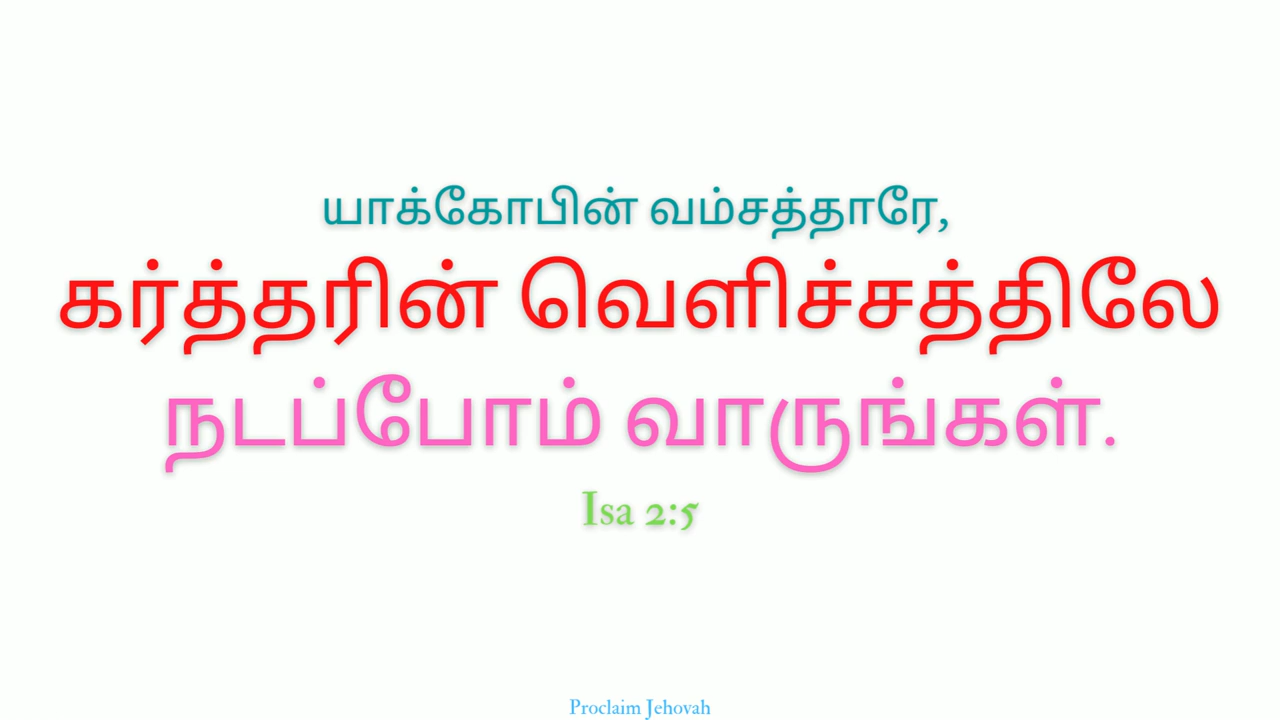 யாக்கோபின் வம்சத்தாரே,
கர்த்தரின் வெளிச்சத்திலே
நடப்போம் வாருங்கள்.
Isa 2:5
Proclaim Jehovah